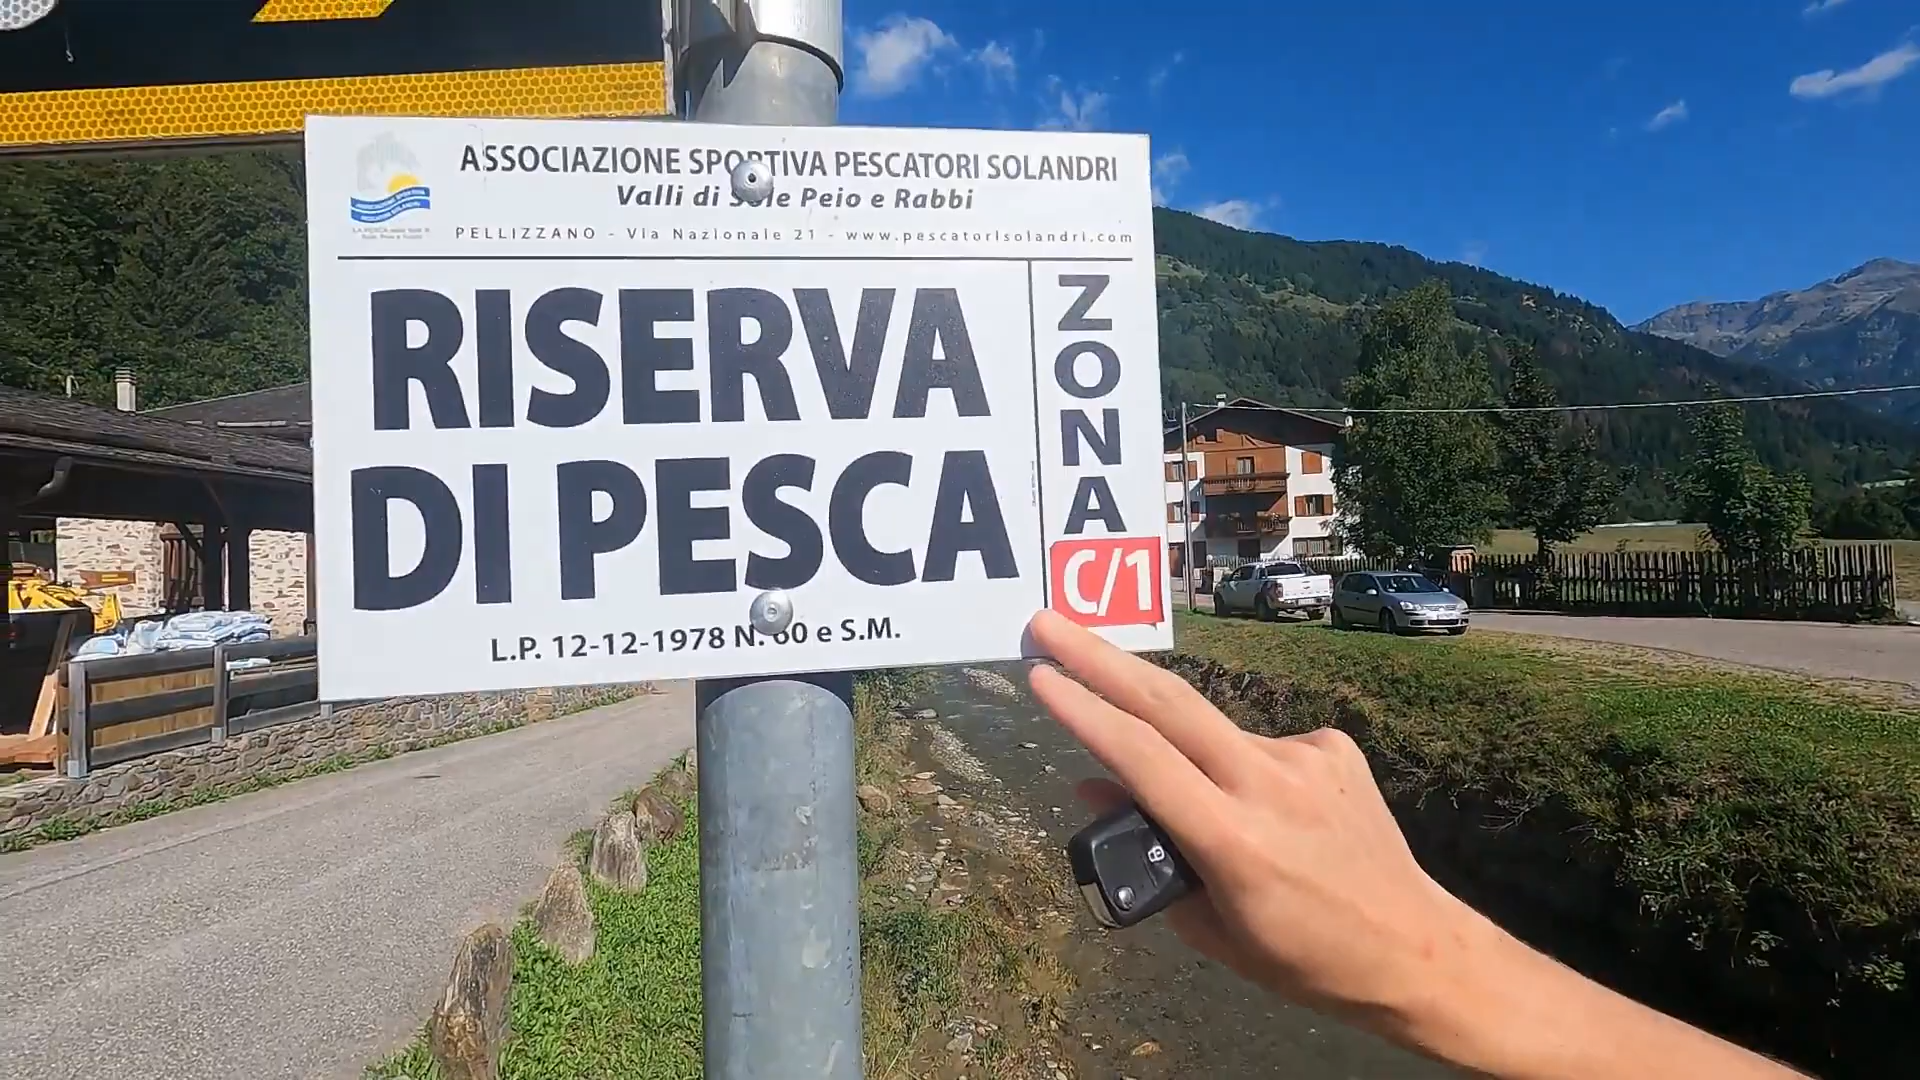 ASSOCIAZIONE SPORTIVA PESCATORI SOLANDRI
Valli di Sole Peio e Rabbi
PELLIZZANO - Via Nazionale 21 - www.pescatorisolandri.com
RISERVA
DI PESCA
ZONA
C/1
L.P. 12-12-1978 N. 60 e S.M.